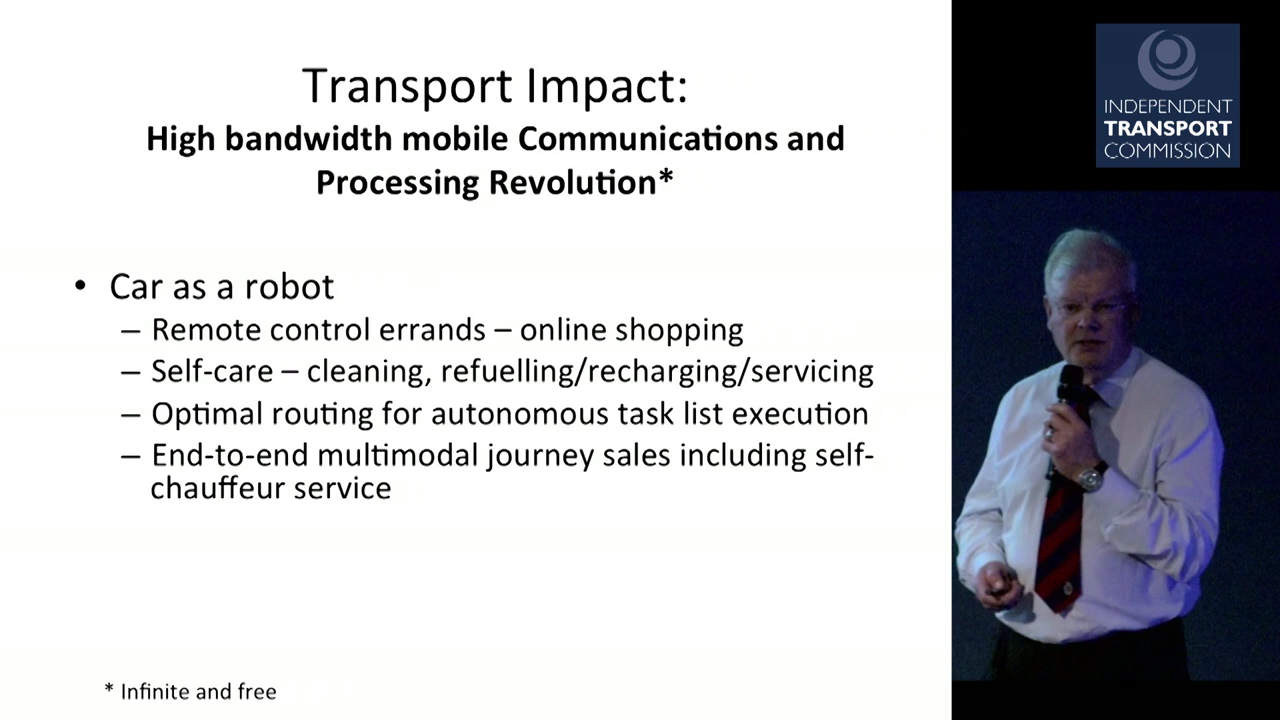 Transport Impact:
High bandwidth mobile Communications and
Processing Revolution*
• Car as a robot
– Remote control errands – online shopping
– Self-care – cleaning, refuelling/recharging/servicing
– Optimal routing for autonomous task list execution
– End-to-end multimodal journey sales including self-
chauffeur service
* Infinite and free
INDEPENDENT
TRANSPORT
COMMISSION